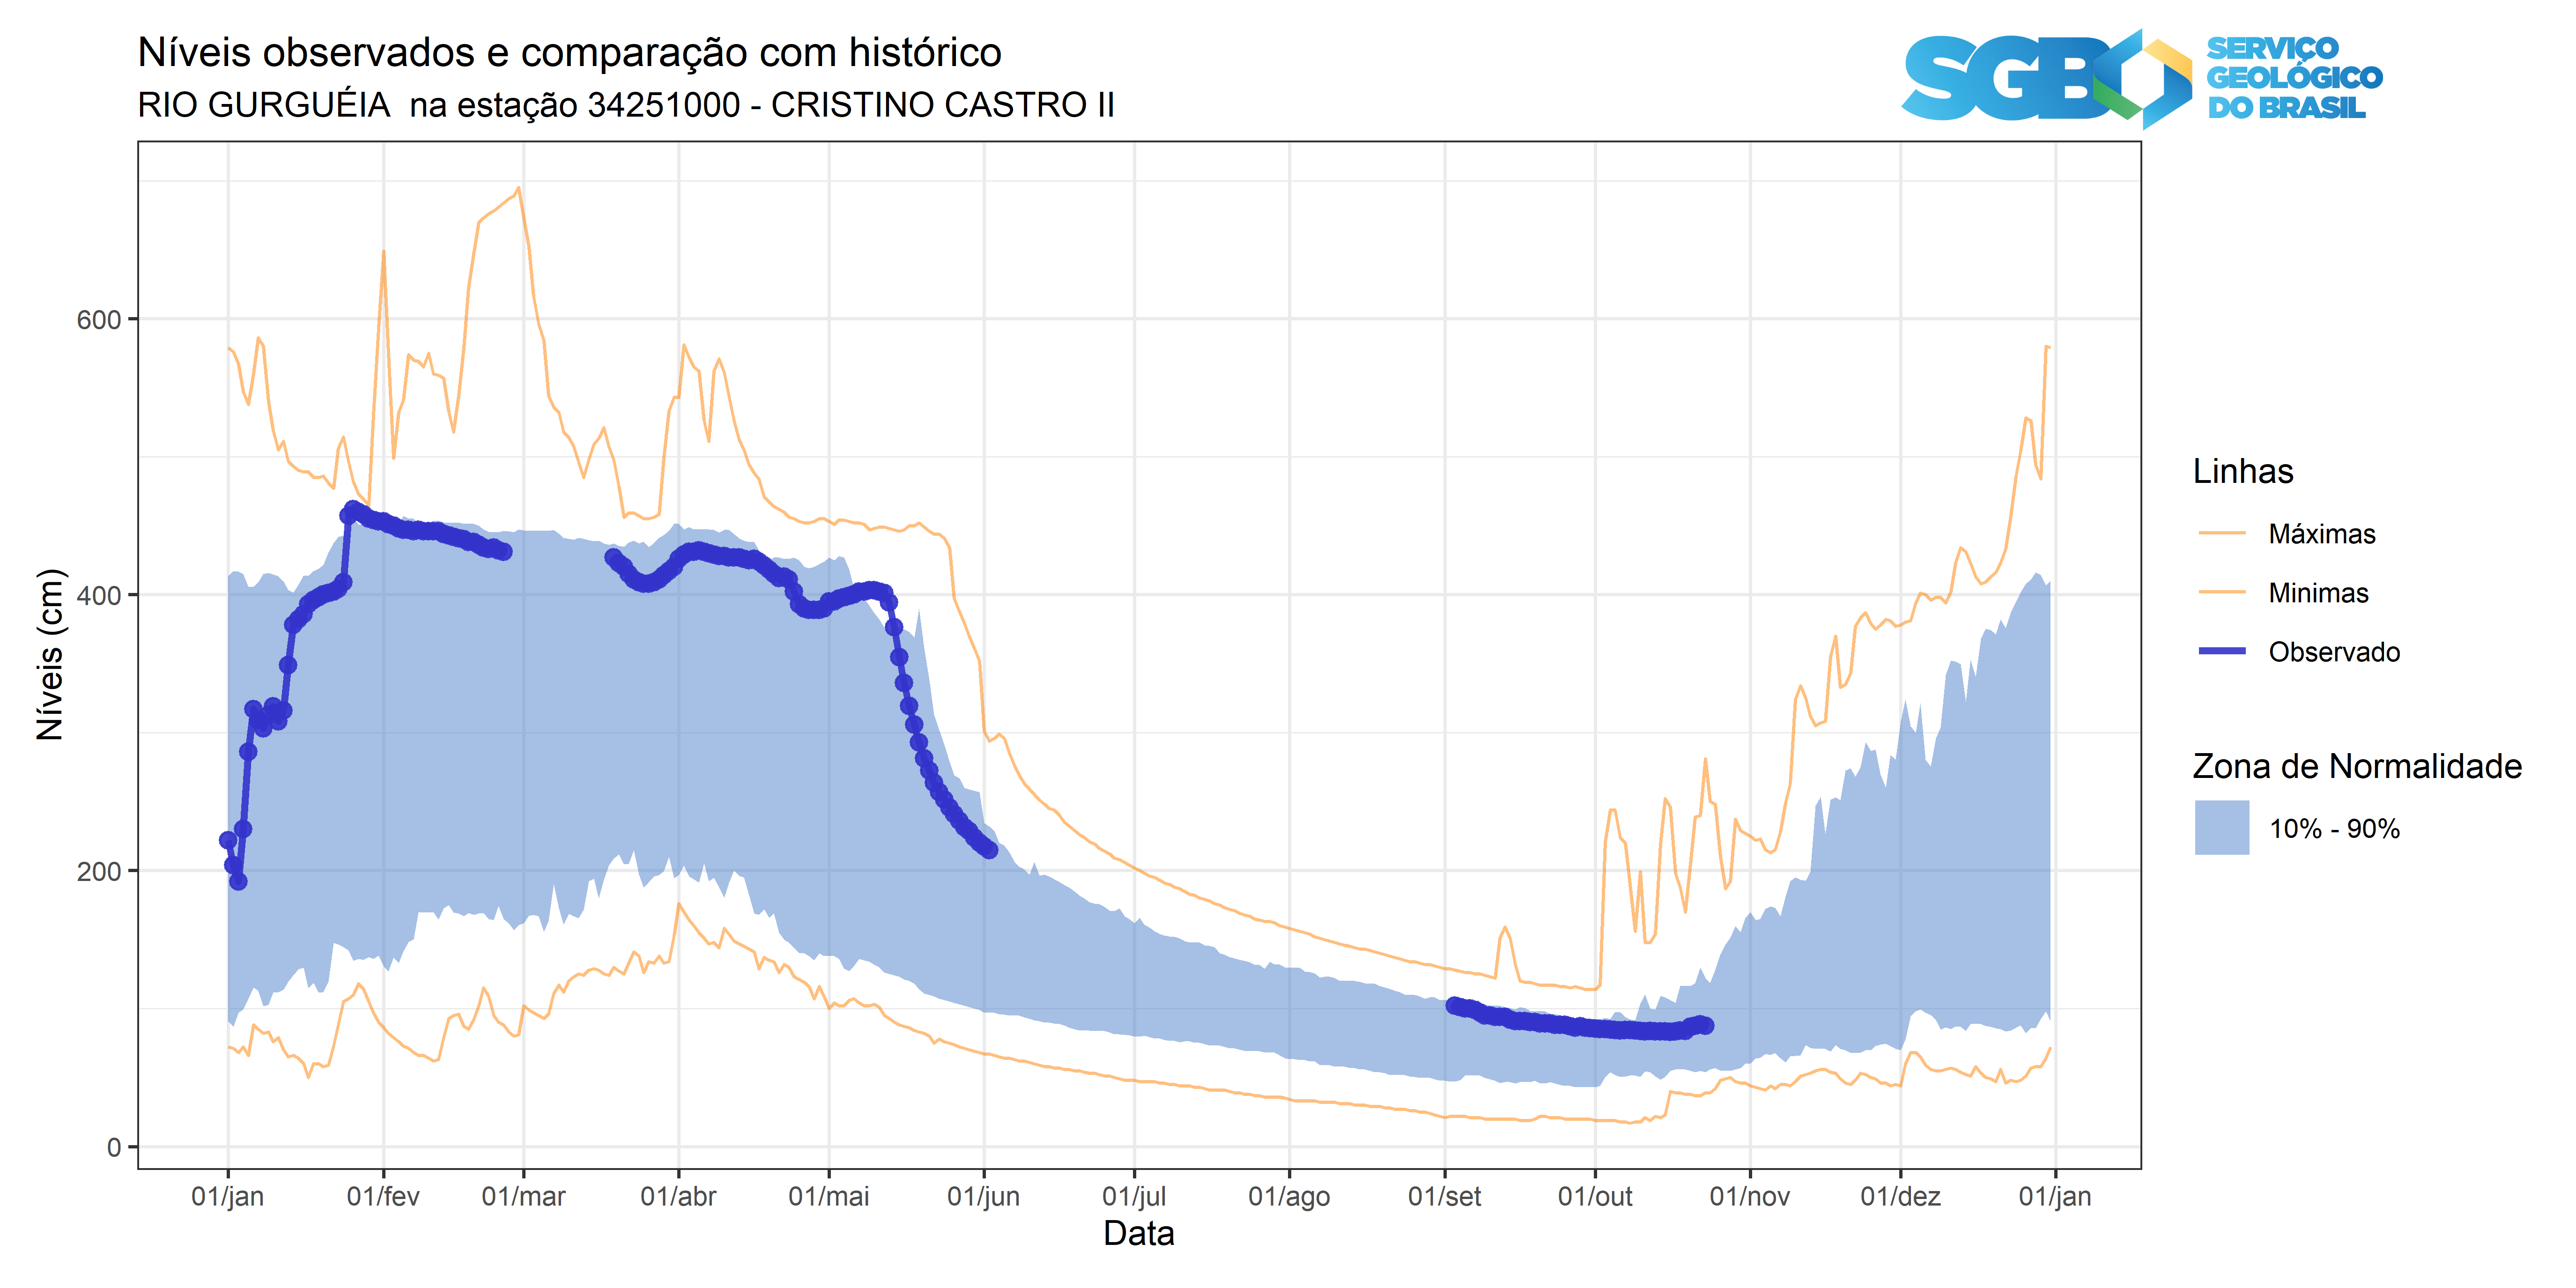 Níveis observados e comparação com histórico
RIO GURGUÉIA  na estação 34251000 - CRISTINO CASTRO II
SGB
SERVIÇO
GEOLÓGICO
DO BRASIL
Níveis (cm)
600
400
200
0
01/jan 01/fev 01/mar 01/abr 01/mai 01/jun 01/jul 01/ago 01/set 01/out 01/nov 01/dez 01/jan
Data
Linhas
Máximas
Minimas
Observado
Zona de Normalidade
10% - 90%